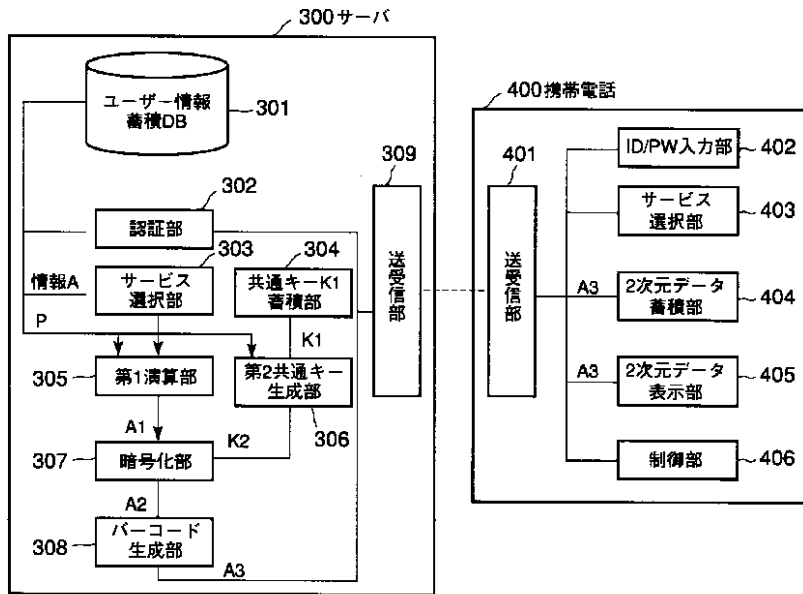 300 サーバ
ユーザー情報
蓄積DB
301
302
認証部
303
304
情報A
サービス
選択部
共通キーK1
蓄積部
P
K1
305
第1演算部
第2共通キー
生成部
306
A1
K2
307
暗号化部
A2
308
バーコード
生成部
A3
309
送受信部
400 携帯電話
401
送受信部
ID/PW入力部
402
サービス
選択部
403
A3
2次元データ
蓄積部
404
A3
2次元データ
表示部
405
制御部
406